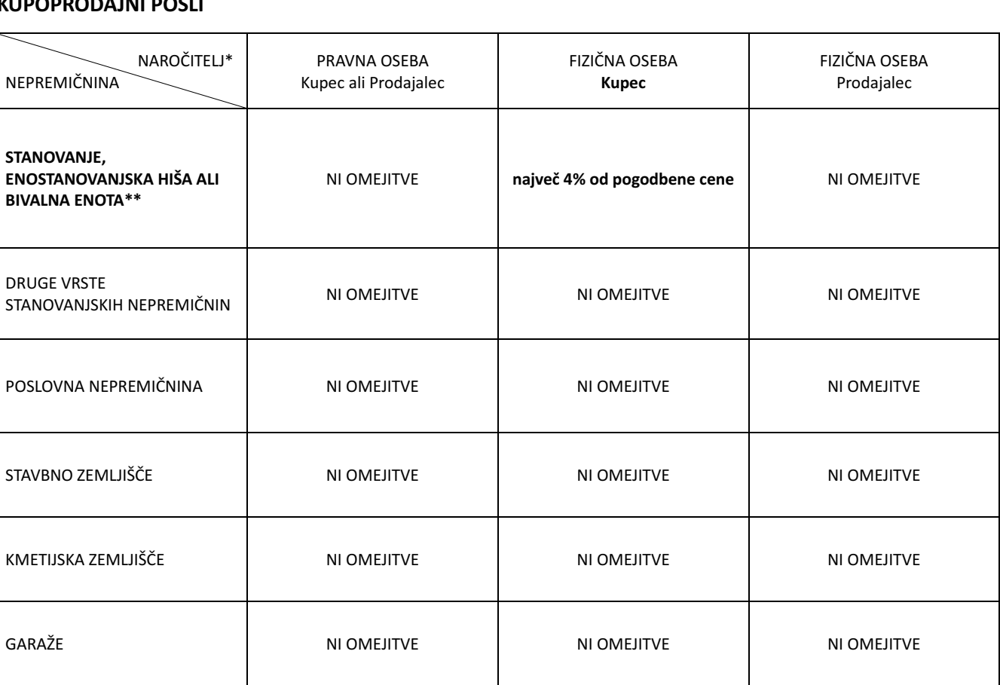 KUPOPRODAJNI POSLI
NAROČITELJ*
NEPREMIČNINA
PRAVNA OSEBA
Kupec ali Prodajalec
FIZIČNA OSEBA
Kupec
FIZIČNA OSEBA
Prodajalec
STANOVANJE,
ENOSTANOVANJSKA HIŠA ALI
BIVALNA ENOTA**
NI OMEJITVE
največ 4% od pogodbene cene
NI OMEJITVE
DRUGE VRSTE
STANOVANJSKIH NEPREMIČNIN
NI OMEJITVE
NI OMEJITVE
NI OMEJITVE
POSLOVNA NEPREMIČNINA
NI OMEJITVE
NI OMEJITVE
NI OMEJITVE
STAVBNO ZEMLJIŠČE
NI OMEJITVE
NI OMEJITVE
NI OMEJITVE
KMETIJSKA ZEMLJIŠČE
NI OMEJITVE
NI OMEJITVE
NI OMEJITVE
GARAŽE
NI OMEJITVE
NI OMEJITVE
NI OMEJITVE